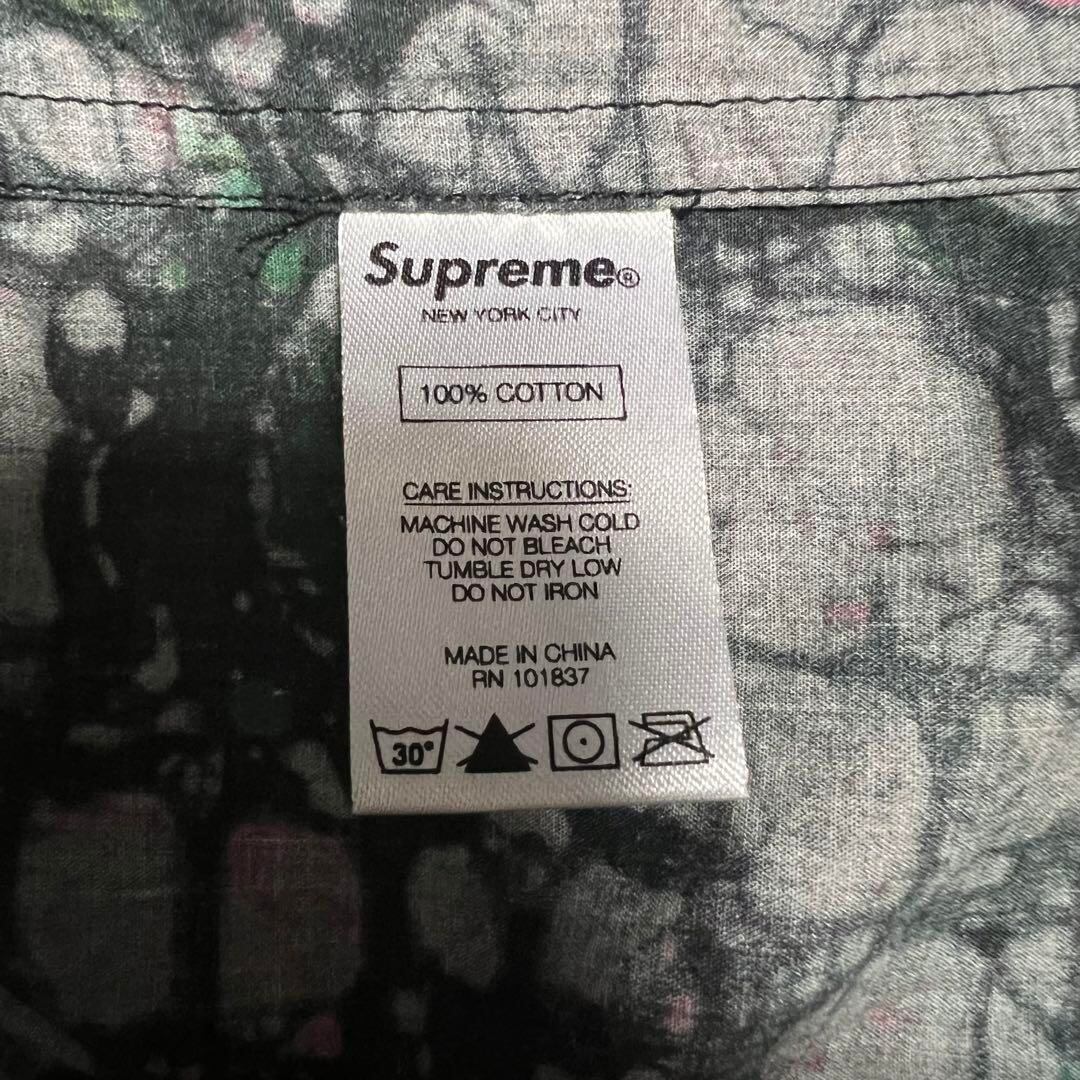 Supreme®
NEW YORK CITY
100% COTTON
CARE INSTRUCTIONS:
MACHINE WASH COLD
DO NOT BLEACH
TUMBLE DRY LOW
DO NOT IRON
MADE IN CHINA
RN 101837
30°